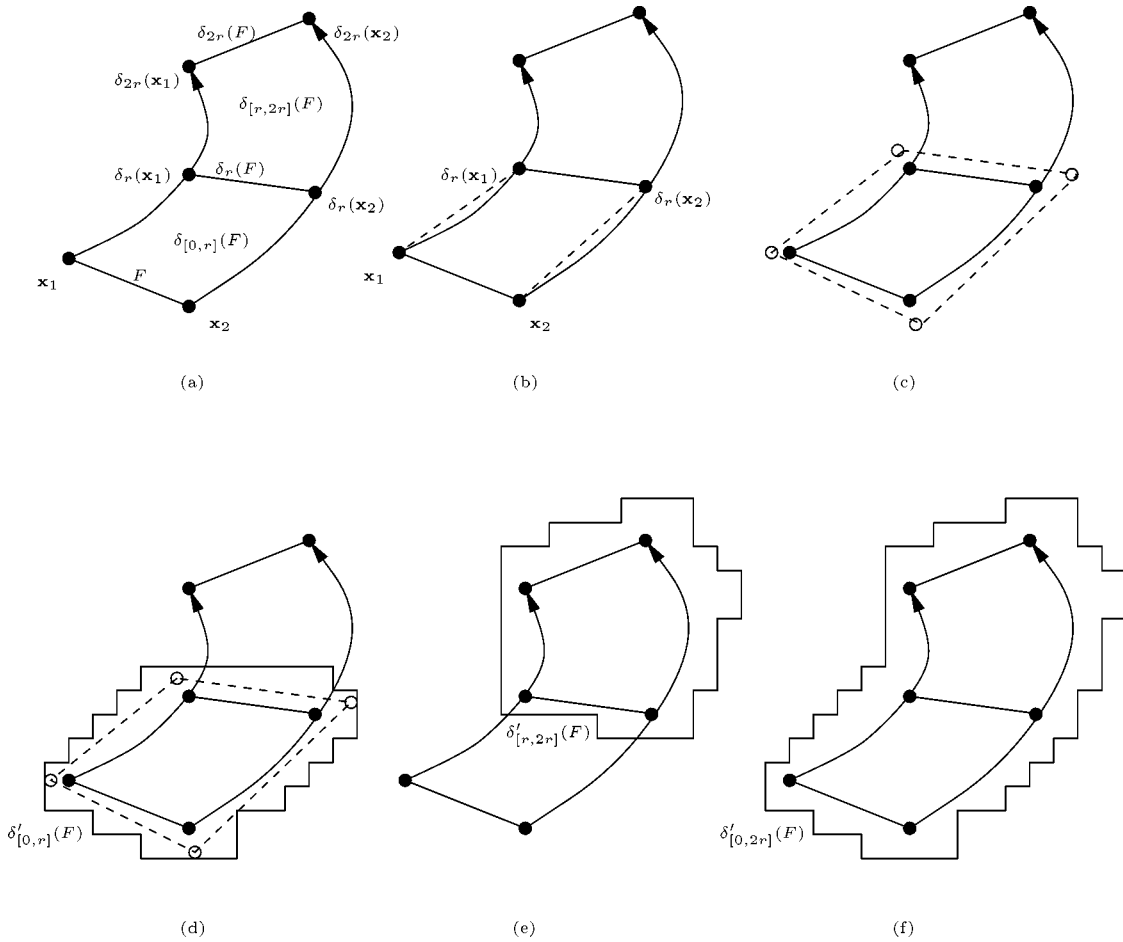 δ_{2r}(F)
δ_{2r}(𝐱_2)
δ_{2r}(𝐱_1)
δ_{[r,2r]}(F)
δ_r(𝐱_1)
δ_r(F)
δ_r(𝐱_2)
δ_{[0,r]}(F)
F
𝐱_1
𝐱_2
(a)
δ_r(𝐱_1)
δ_r(𝐱_2)
𝐱_1
𝐱_2
(b)
(c)
δ'_{[0,r]}(F)
(d)
δ'_{[r,2r]}(F)
(e)
δ'_{[0,2r]}(F)
(f)